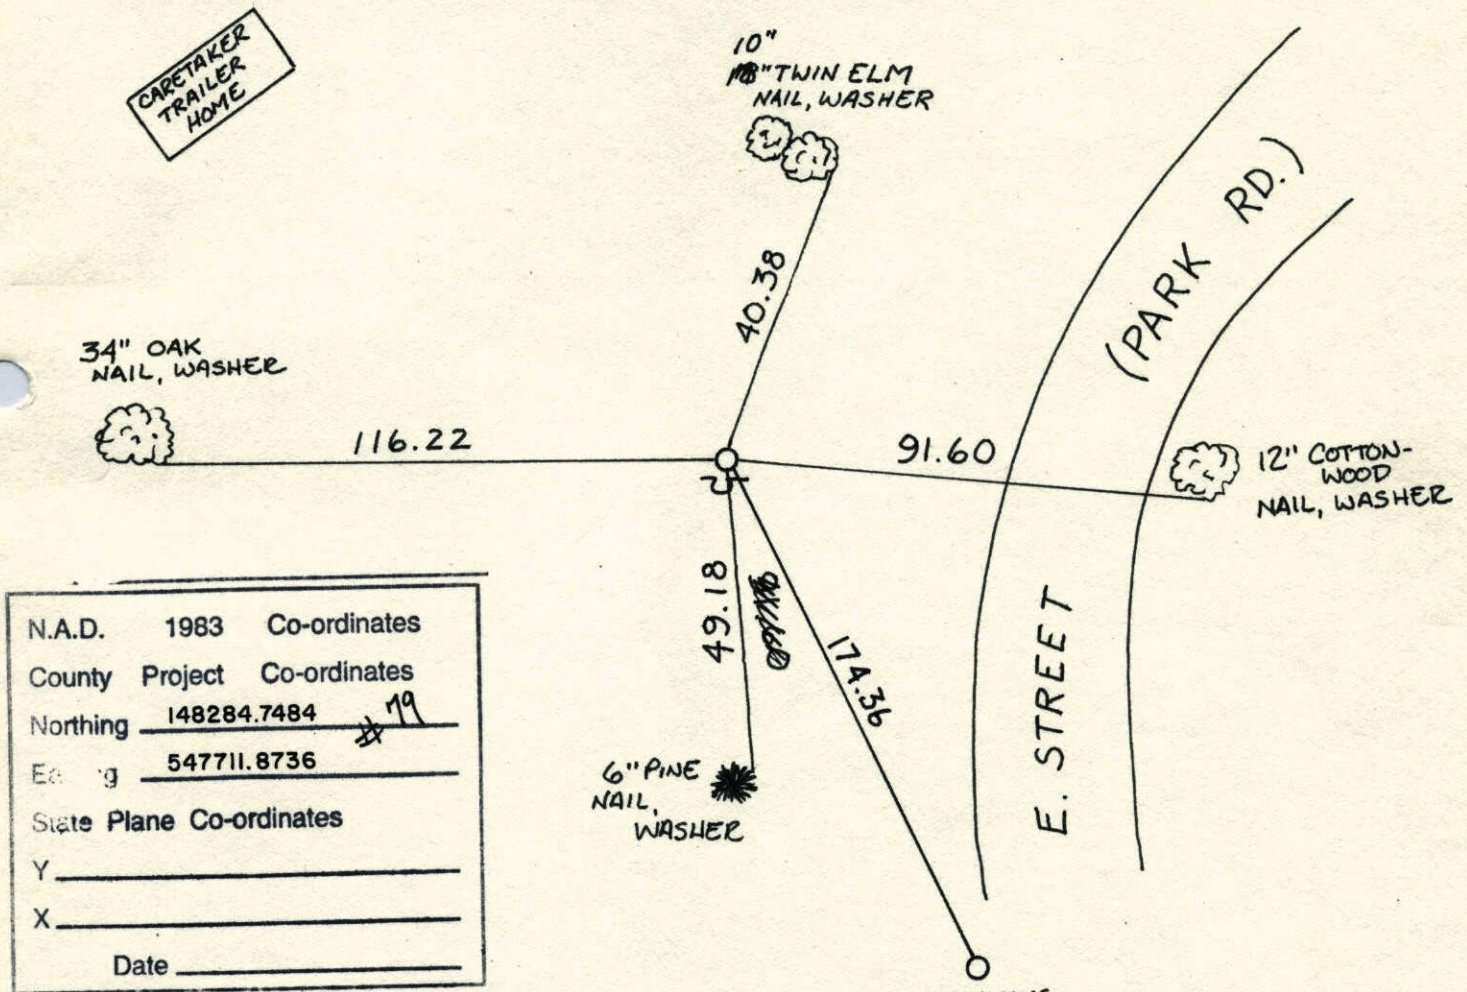 CARETAKER
TRAILER
HOME
10"
"TWIN ELM
NAIL, WASHER
(PARK RD.)
40.38
34" OAK
NAIL, WASHER
116.22
91.60
12" COTTON-
WOOD
NAIL, WASHER
49.18
174.36
E. STREET
6" PINE
NAIL,
WASHER
N.A.D. 1983 Co-ordinates
County Project Co-ordinates
Northing 148284.7484 # 79
Ea g 547711.8736
State Plane Co-ordinates
Y
X
Date